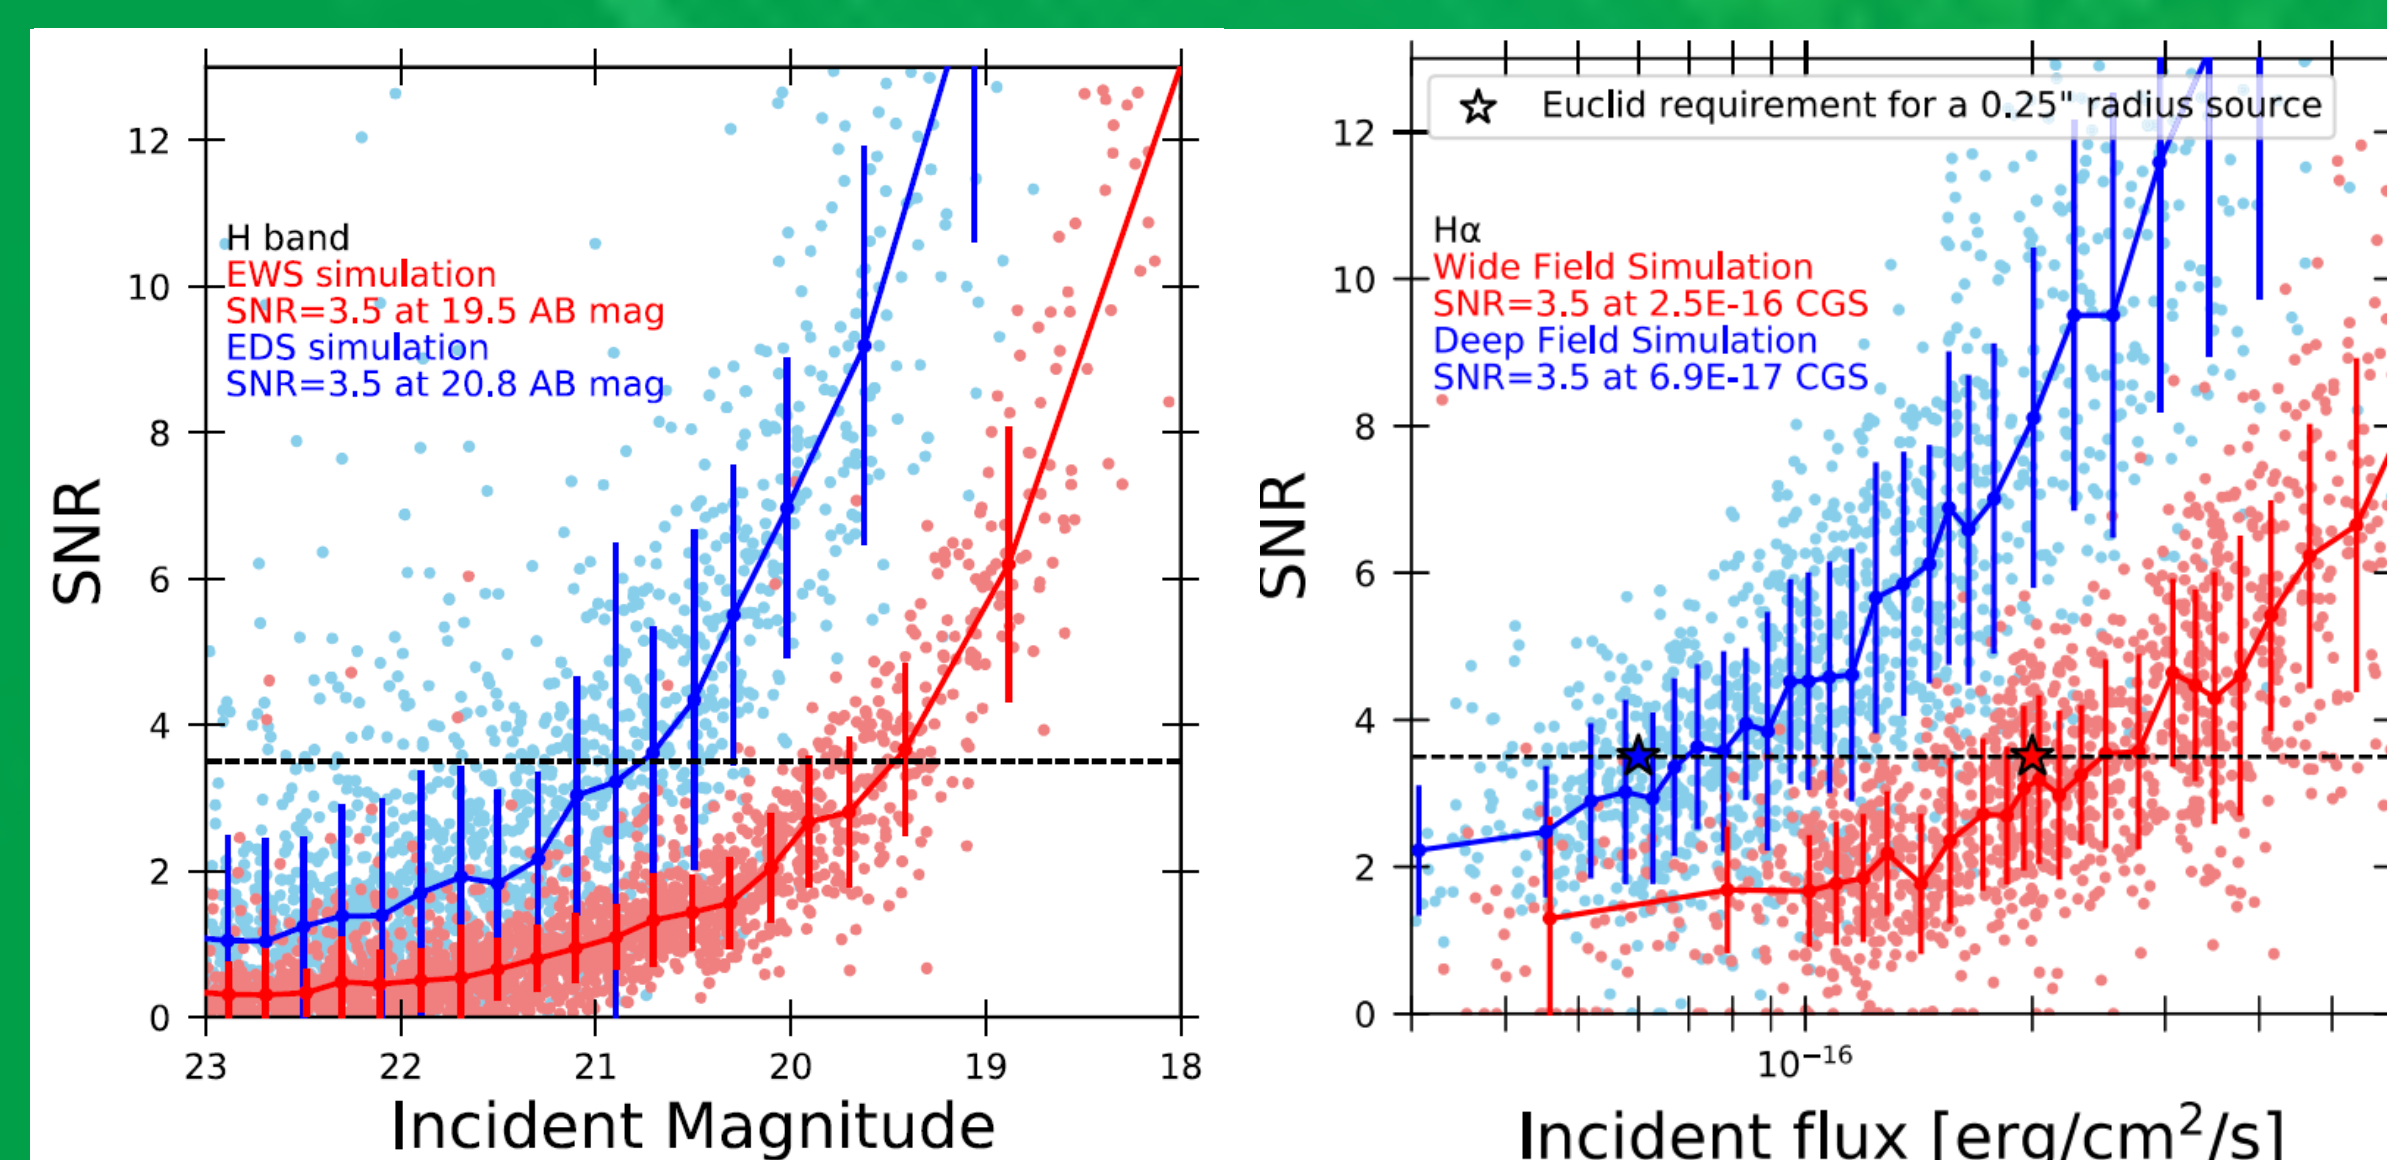 12
10
8
6
4
2
0
SNR
H band
EWS simulation
SNR=3.5 at 19.5 AB mag
EDS simulation
SNR=3.5 at 20.8 AB mag
23 22 21 20 19 18
Incident Magnitude
☆ Euclid requirement for a 0.25" radius source
12
10
8
6
4
2
0
SNR
Hα
Wide Field Simulation
SNR=3.5 at 2.5E-16 CGS
Deep Field Simulation
SNR=3.5 at 6.9E-17 CGS
10⁻¹⁶
Incident flux [erg/cm²/s]